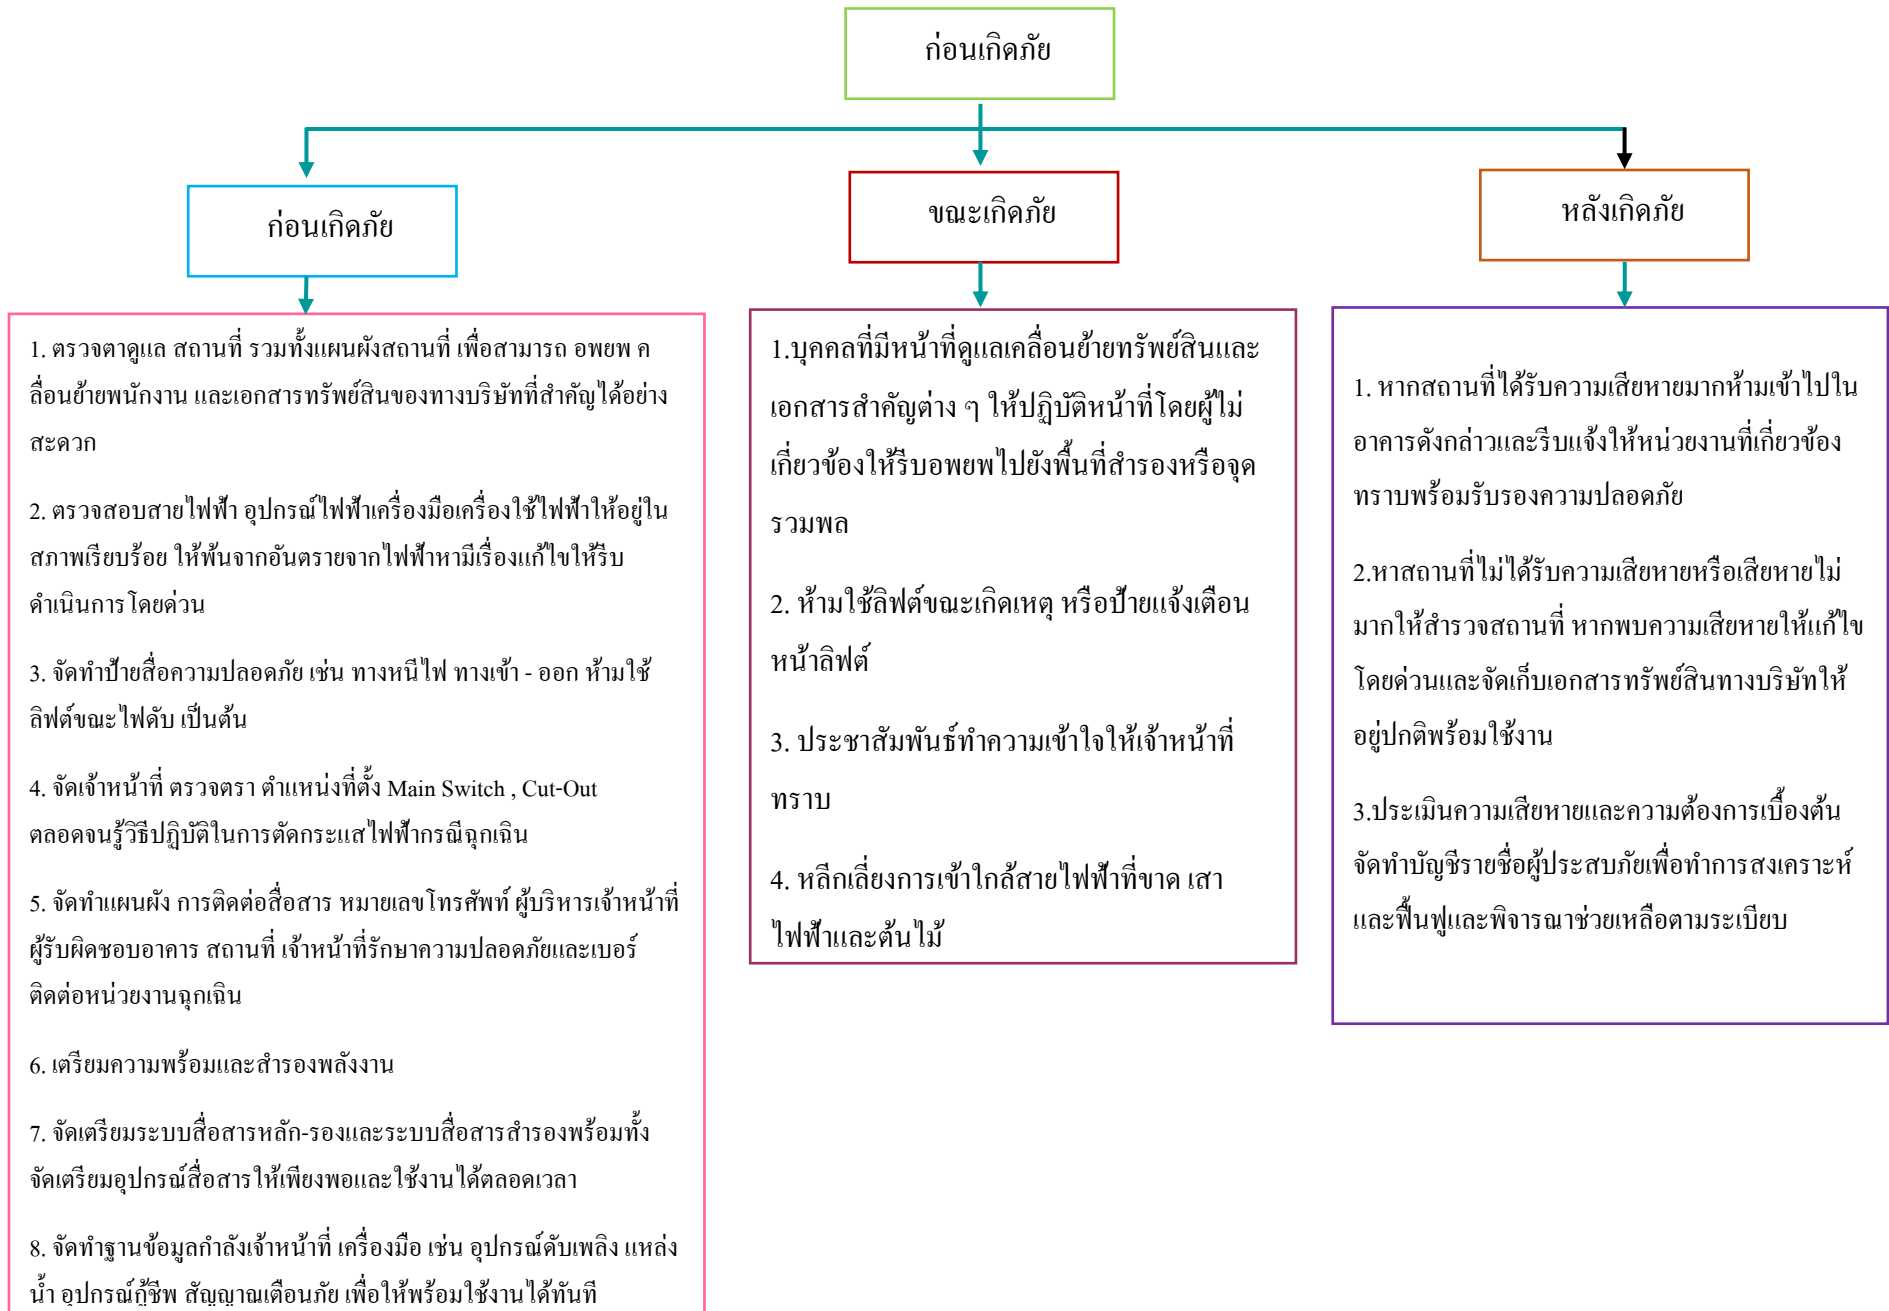 ก่อนเกิดภัย
ก่อนเกิดภัย
1. ตรวจตาดูแล สถานที่ รวมทั้งแผนผังสถานที่ เพื่อสามารถ อพยพ ค
ลื่อนย้ายพนักงาน และเอกสารทรัพย์สินของทางบริษัทที่สำคัญได้อย่าง
สะดวก
2. ตรวจสอบสายไฟฟ้า อุปกรณ์ไฟฟ้าเครื่องมือเครื่องใช้ไฟฟ้าให้อยู่ใน
สภาพเรียบร้อย ให้พ้นจากอันตรายจากไฟฟ้าหามีเรื่องแก้ไขให้รีบ
ดำเนินการโดยด่วน
3. จัดทำป้ายสื่อความปลอดภัย เช่น ทางหนีไฟ ทางเข้า - ออก ห้ามใช้
ลิฟต์ขณะไฟดับ เป็นต้น
4. จัดเจ้าหน้าที่ ตรวจตรา ตำแหน่งที่ตั้ง Main Switch , Cut-Out
ตลอดจนรู้วิธีปฏิบัติในการตัดกระแสไฟฟ้ากรณีฉุกเฉิน
5. จัดทำแผนผัง การติดต่อสื่อสาร หมายเลขโทรศัพท์ ผู้บริหารเจ้าหน้าที่
ผู้รับผิดชอบอาคาร สถานที่ เจ้าหน้าที่รักษาความปลอดภัยและเบอร์
ติดต่อหน่วยงานฉุกเฉิน
6. เตรียมความพร้อมและสำรองพลังงาน
7. จัดเตรียมระบบสื่อสารหลัก-รองและระบบสื่อสารสำรองพร้อมทั้ง
จัดเตรียมอุปกรณ์สื่อสารให้เพียงพอและใช้งานได้ตลอดเวลา
8. จัดทำฐานข้อมูลกำลังเจ้าหน้าที่ เครื่องมือ เช่น อุปกรณ์ดับเพลิง แหล่ง
น้ำ อุปกรณ์กู้ชีพ สัญญาณเตือนภัย เพื่อให้พร้อมใช้งานได้ทันที
ขณะเกิดภัย
1.บุคคลที่มีหน้าที่ดูแลเคลื่อนย้ายทรัพย์สินและ
เอกสารสำคัญต่าง ๆ ให้ปฏิบัติหน้าที่โดยผู้ไม่
เกี่ยวข้องให้รีบอพยพไปยังพื้นที่สำรองหรือจุด
รวมพล
2. ห้ามใช้ลิฟต์ขณะเกิดเหตุ หรือป้ายแจ้งเตือน
หน้าลิฟต์
3. ประชาสัมพันธ์ทำความเข้าใจให้เจ้าหน้าที่
ทราบ
4. หลีกเลี่ยงการเข้าใกล้สายไฟฟ้าที่ขาด เสา
ไฟฟ้าและต้นไม้
หลังเกิดภัย
1. หากสถานที่ได้รับความเสียหายมากห้ามเข้าไปใน
อาคารดังกล่าวและรีบแจ้งให้หน่วยงานที่เกี่ยวข้อง
ทราบพร้อมรับรองความปลอดภัย
2.หาสถานที่ไม่ได้รับความเสียหายหรือเสียหายไม่
มากให้สำรวจสถานที่ หากพบความเสียหายให้แก้ไข
โดยด่วนและจัดเก็บเอกสารทรัพย์สินทางบริษัทให้
อยู่ปกติพร้อมใช้งาน
3.ประเมินความเสียหายและความต้องการเบื้องต้น
จัดทำบัญชีรายชื่อผู้ประสบภัยเพื่อทำการสงเคราะห์
และฟื้นฟูและพิจารณาช่วยเหลือตามระเบียบ